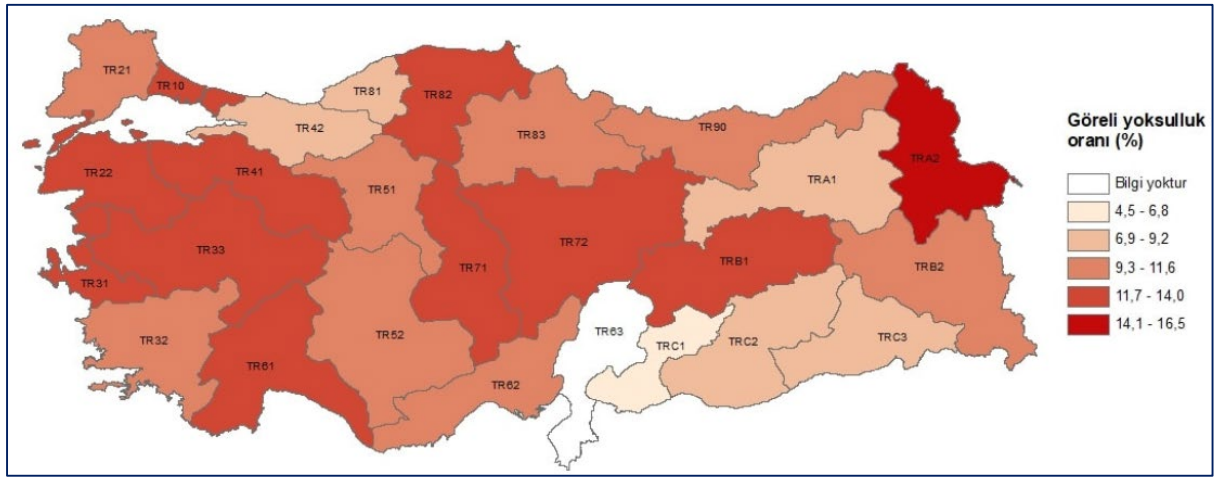 TR21
TR10
TR81
TR82
TR42
TR83
TR90
TRA2
TR22
TR41
TR51
TRA1
TR33
TR72
TR71
TRB1
TRB2
TR31
TR32
TR52
TR63
TRC1
TRC2
TRC3
TR61
TR62
Göreli yoksulluk
oranı (%)
Bilgi yoktur
4,5 - 6,8
6,9 - 9,2
9,3 - 11,6
11,7 - 14,0
14,1 - 16,5